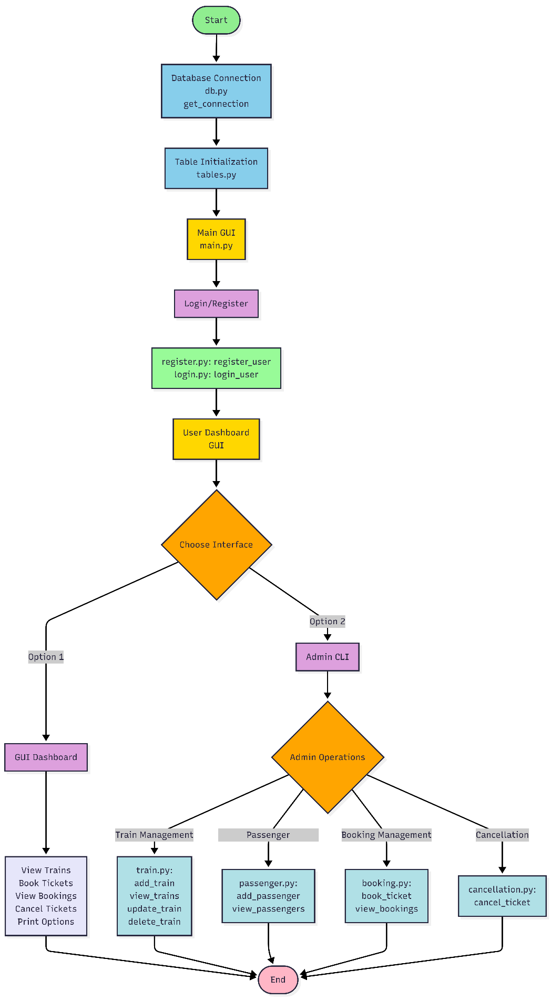 Start
Database Connection
db.py
get_connection
Table Initialization
tables.py
Main GUI
main.py
Login/Register
register.py: register_user
login.py: login_user
User Dashboard
GUI
Choose Interface
Option 2
Option 1
Admin CLI
GUI Dashboard
Admin Operations
Train Management
Passenger
Booking Management
Cancellation
View Trains
Book Tickets
View Bookings
Cancel Tickets
Print Options
train.py:
add_train
view_trains
update_train
delete_train
passenger.py:
add_passenger
view_passengers
booking.py:
book_ticket
view_bookings
cancellation.py:
cancel_ticket
End